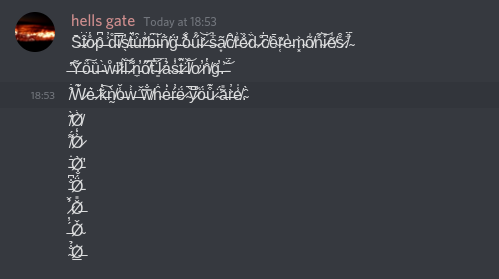 hells gate Today at 18:53
Stop disturbing our sacred ceremonies.
You will not last long.
18:53 We know where you are.
Ø
Ø
Ø
Ø
Ø
Ø
Ø